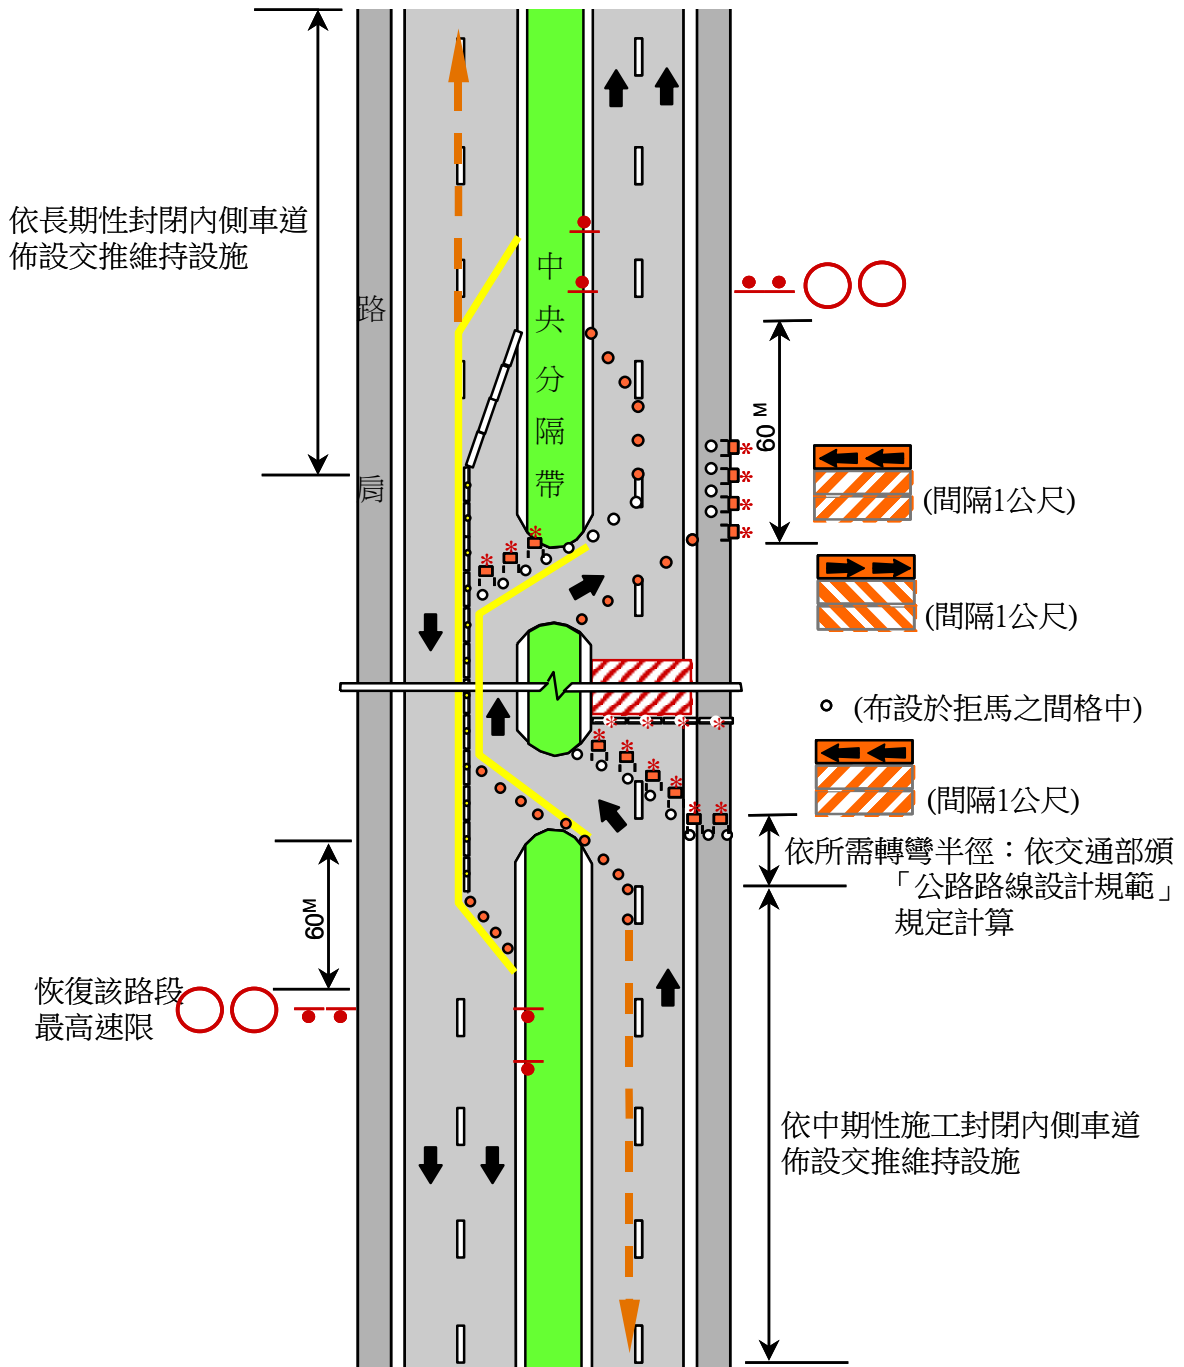 依長期性封閉內側車道
佈設交推維持設施
路
肩
中
央
分
隔
帶
60 M
(間隔1公尺)
(間隔1公尺)
(布設於拒馬之間格中)
(間隔1公尺)
依所需轉彎半徑：依交通部頒
「公路路線設計規範」
規定計算
60M
恢復該路段
最高速限
依中期性施工封閉內側車道
佈設交推維持設施